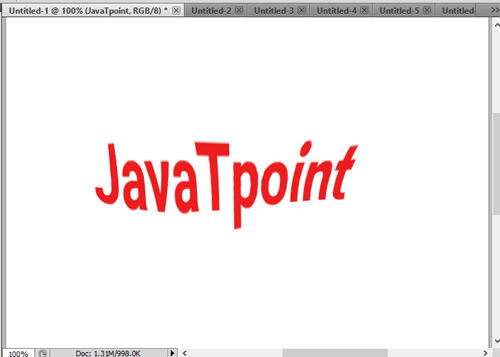 Untitled-1 @ 100% (JavaTpoint, RGB/8) * Untitled-2 Untitled-3 Untitled-4 Untitled-5 Untitled
JavaTpoint
100% Doc: 1.31M/998.0K